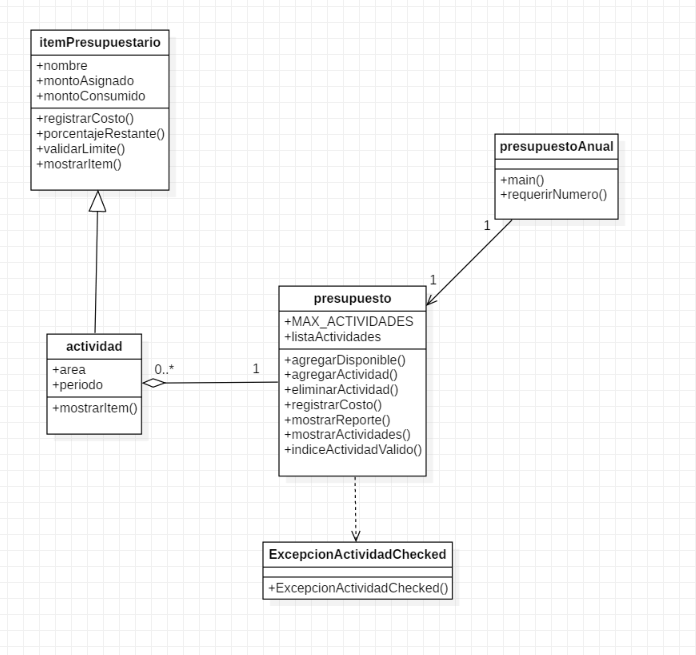 itemPresupuestario
+nombre
+montoAsignado
+montoConsumido
+registrarCosto()
+porcentajeRestante()
+validarLimite()
+mostrarItem()
presupuestoAnual
+main()
+requerirNumero()
1
1
presupuesto
+MAX_ACTIVIDADES
+listaActividades
+agregarDisponible()
+agregarActividad()
+eliminarActividad()
+registrarCosto()
+mostrarReporte()
+mostrarActividades()
+indiceActividadValido()
actividad
+area
+periodo
+mostrarItem()
0..*
1
ExcepcionActividadChecked
+ExcepcionActividadChecked()